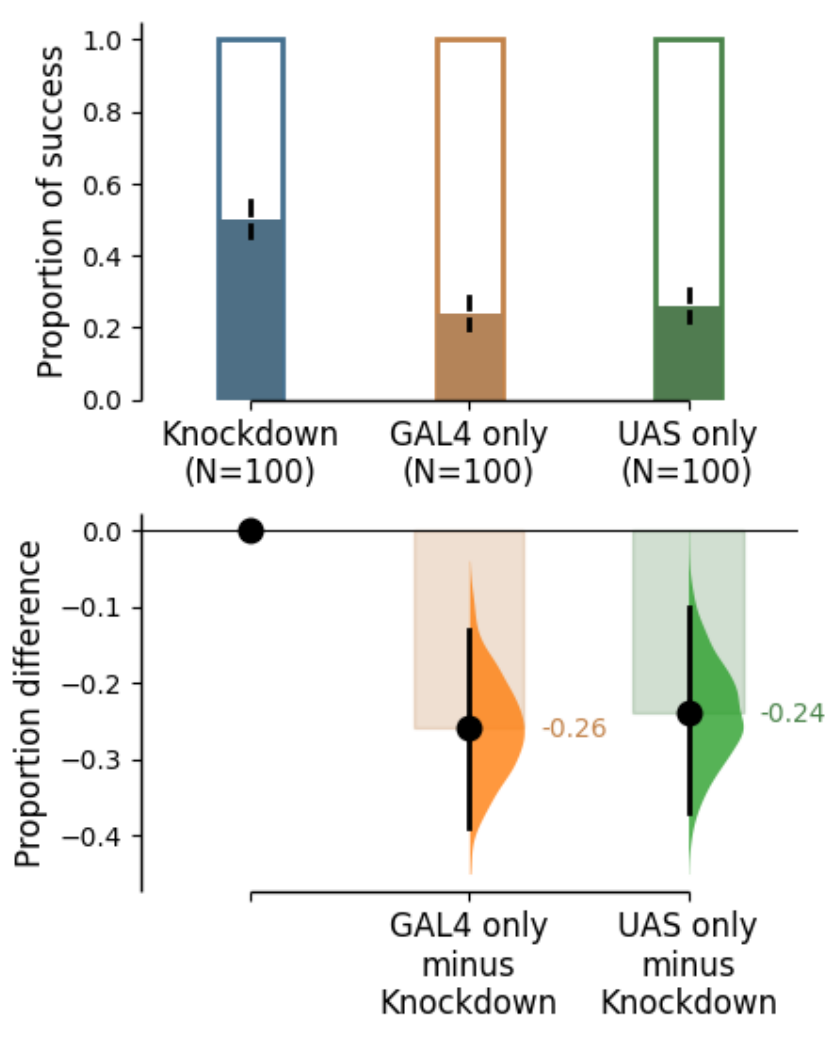 Proportion of success
1.0
0.8
0.6
0.4
0.2
0.0
Knockdown
(N=100)
GAL4 only
(N=100)
UAS only
(N=100)
Proportion difference
0.0
−0.1
−0.2
−0.3
−0.4
-0.26
-0.24
GAL4 only
minus
Knockdown
UAS only
minus
Knockdown